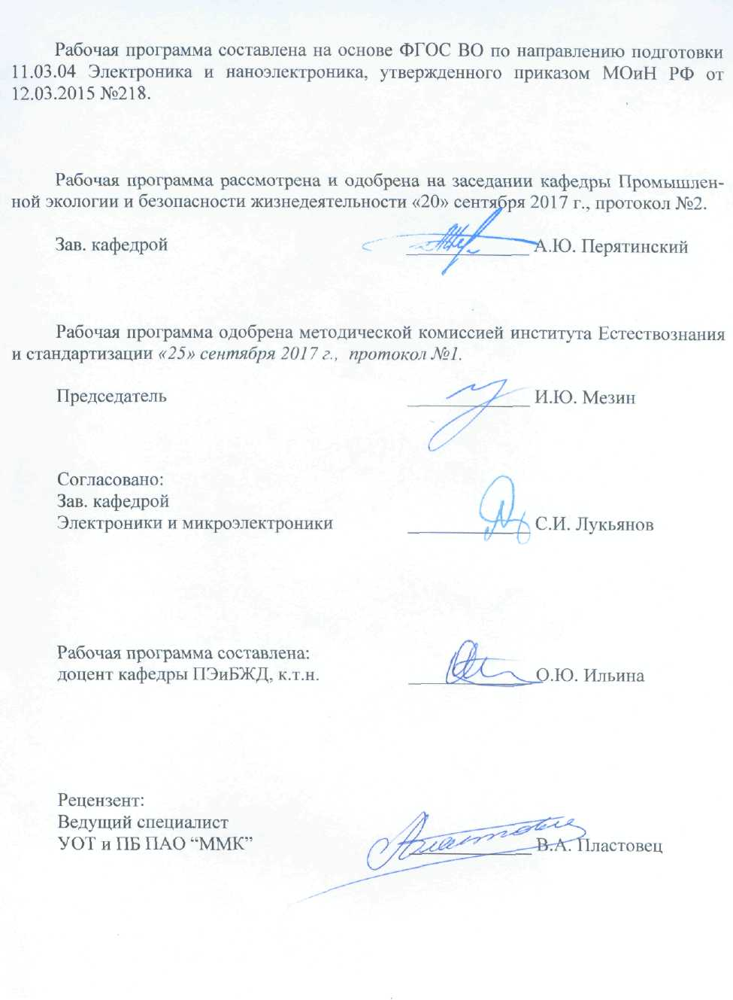 Рабочая программа составлена на основе ФГОС ВО по направлению подготовки
11.03.04 Электроника и наноэлектроника, утвержденного приказом МОиН РФ от
12.03.2015 №218.
Рабочая программа рассмотрена и одобрена на заседании кафедры Промышлен-
ной экологии и безопасности жизнедеятельности «20» сентября 2017 г., протокол №2.
Зав. кафедрой А.Ю. Перятинский
Рабочая программа одобрена методической комиссией института Естествознания
и стандартизации «25» сентября 2017 г., протокол №1.
Председатель И.Ю. Мезин
Согласовано:
Зав. кафедрой
Электроники и микроэлектроники С.И. Лукьянов
Рабочая программа составлена:
доцент кафедры ПЭиБЖД, к.т.н. О.Ю. Ильина
Рецензент:
Ведущий специалист
УОТ и ПБ ПАО “ММК” В.А. Пластовец